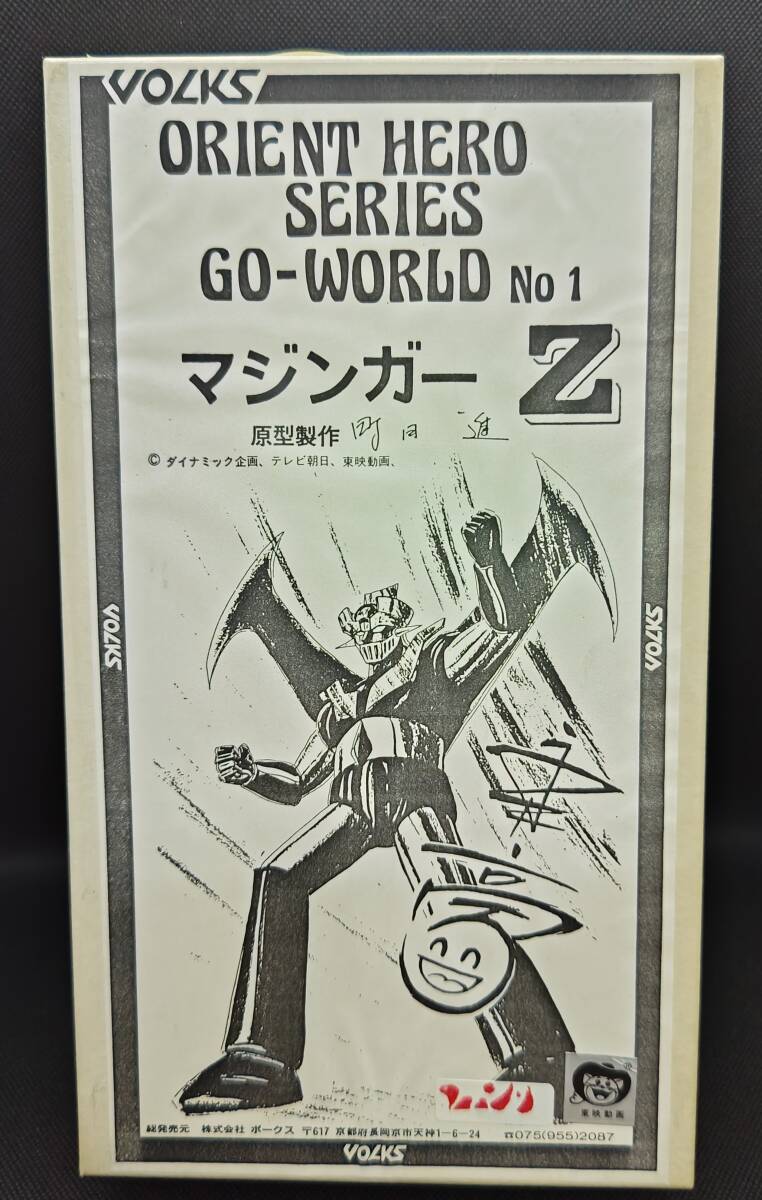 VOLKS
ORIENT HERO
SERIES
GO-WORLD No 1
マジンガー Z
原型製作
© ダイナミック企画、テレビ朝日、東映動画、
VOLKS
VOLKS
東映動画
総発売元 株式会社 ボークス 〒617 京都府長岡京市天神1-6-24 ☎075(955)2087
VOLKS